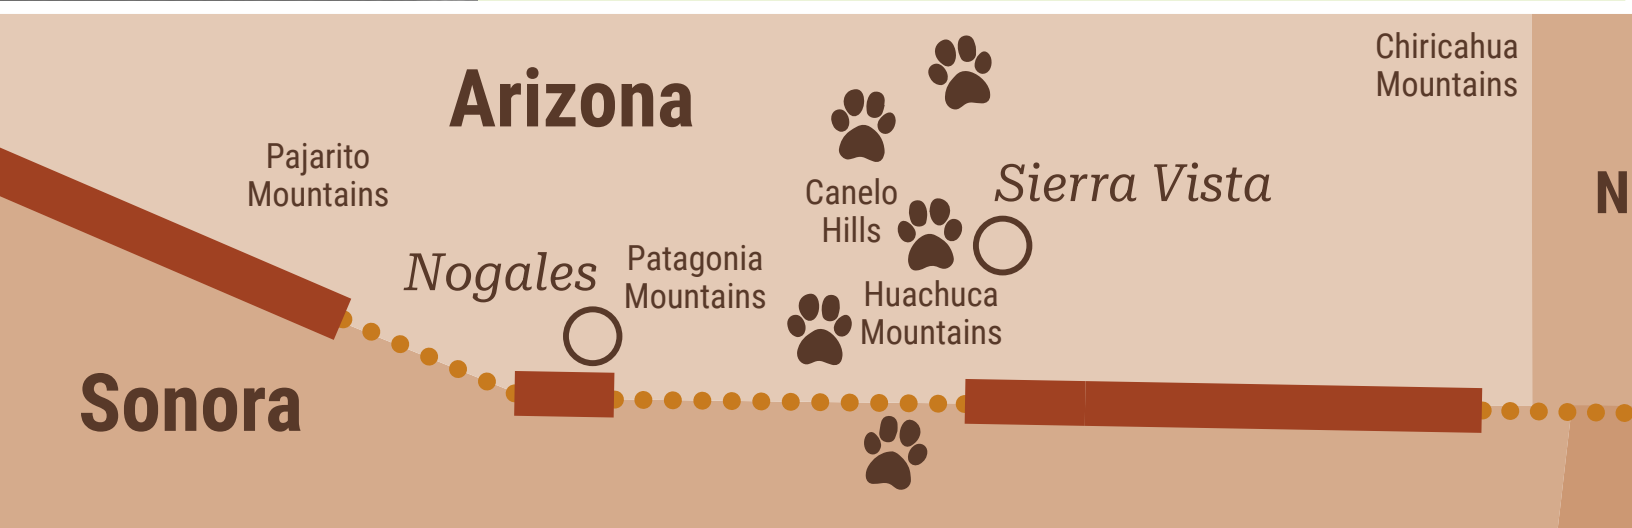 Arizona
Chiricahua
Mountains
Pajarito
Mountains
Canelo
Hills
Sierra Vista
N
Nogales
Patagonia
Mountains
Huachuca
Mountains
Sonora